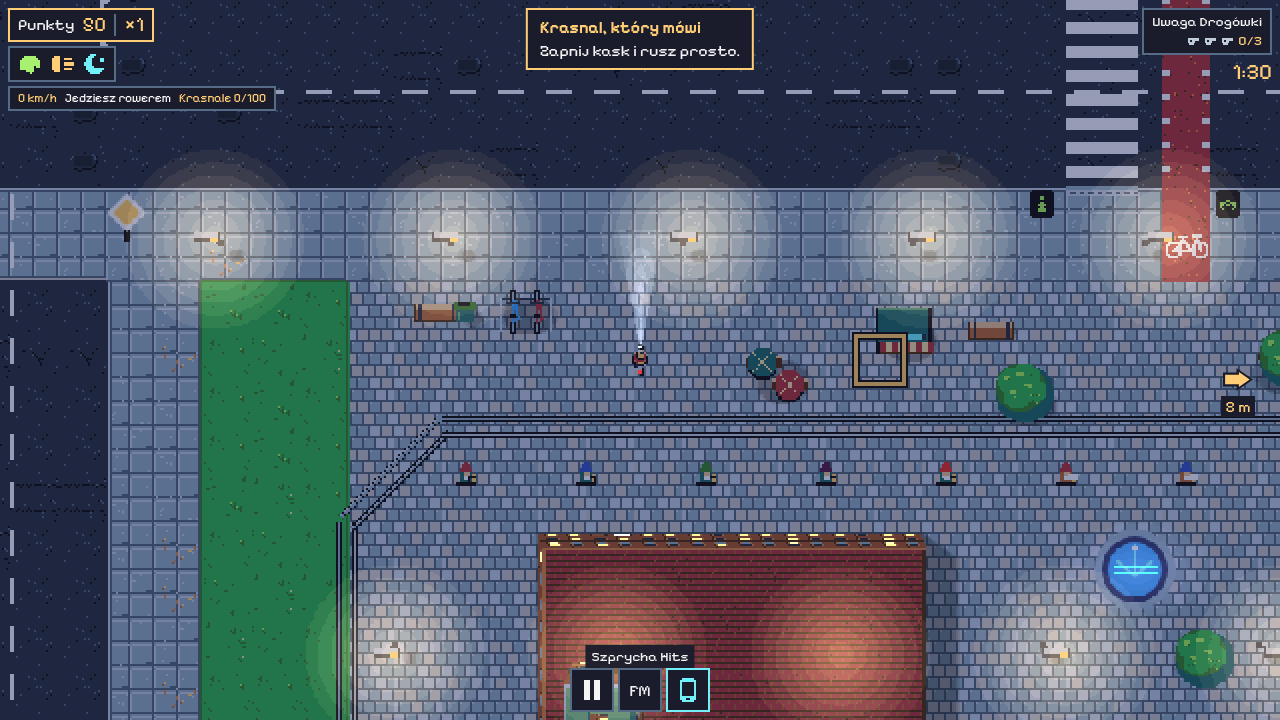 Punkty 80 ×1
0 km/h Jedziesz rowerem Krasnale 0/100
Krasnal, który mówi
Zapnij kask i rusz prosto.
Uwaga Drogówki
0/3
1:30
8 m
Szprycha Hits
FM